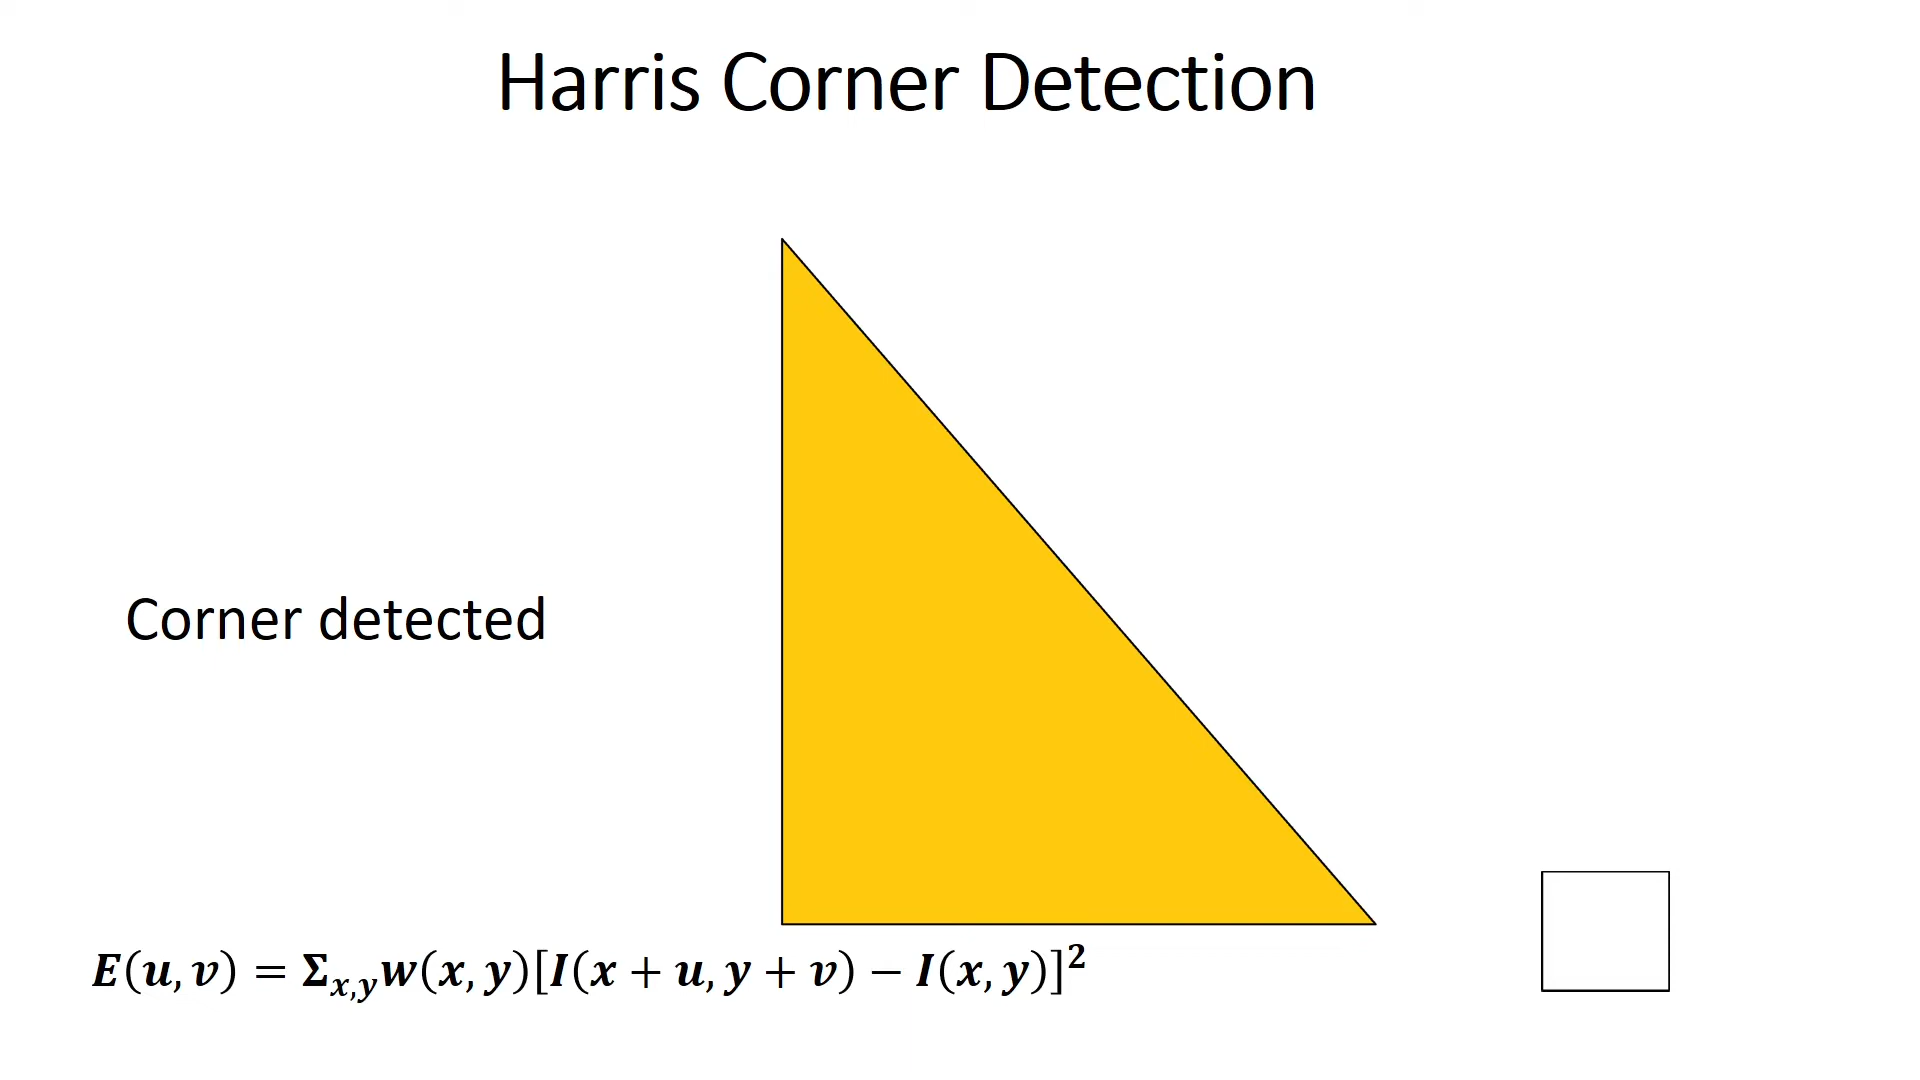 Harris Corner Detection
Corner detected
E(u, v) = Σx,y w(x, y)[I(x + u, y + v) − I(x, y)]²